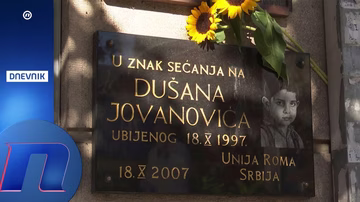 DNEVNIK
U ZNAK SEĆANJA NA
DUŠANA
JOVANOVIĆA
UBIJENOG 18.X 1997.
UNIJA ROMA
SRBIJA
18.X 2007
n